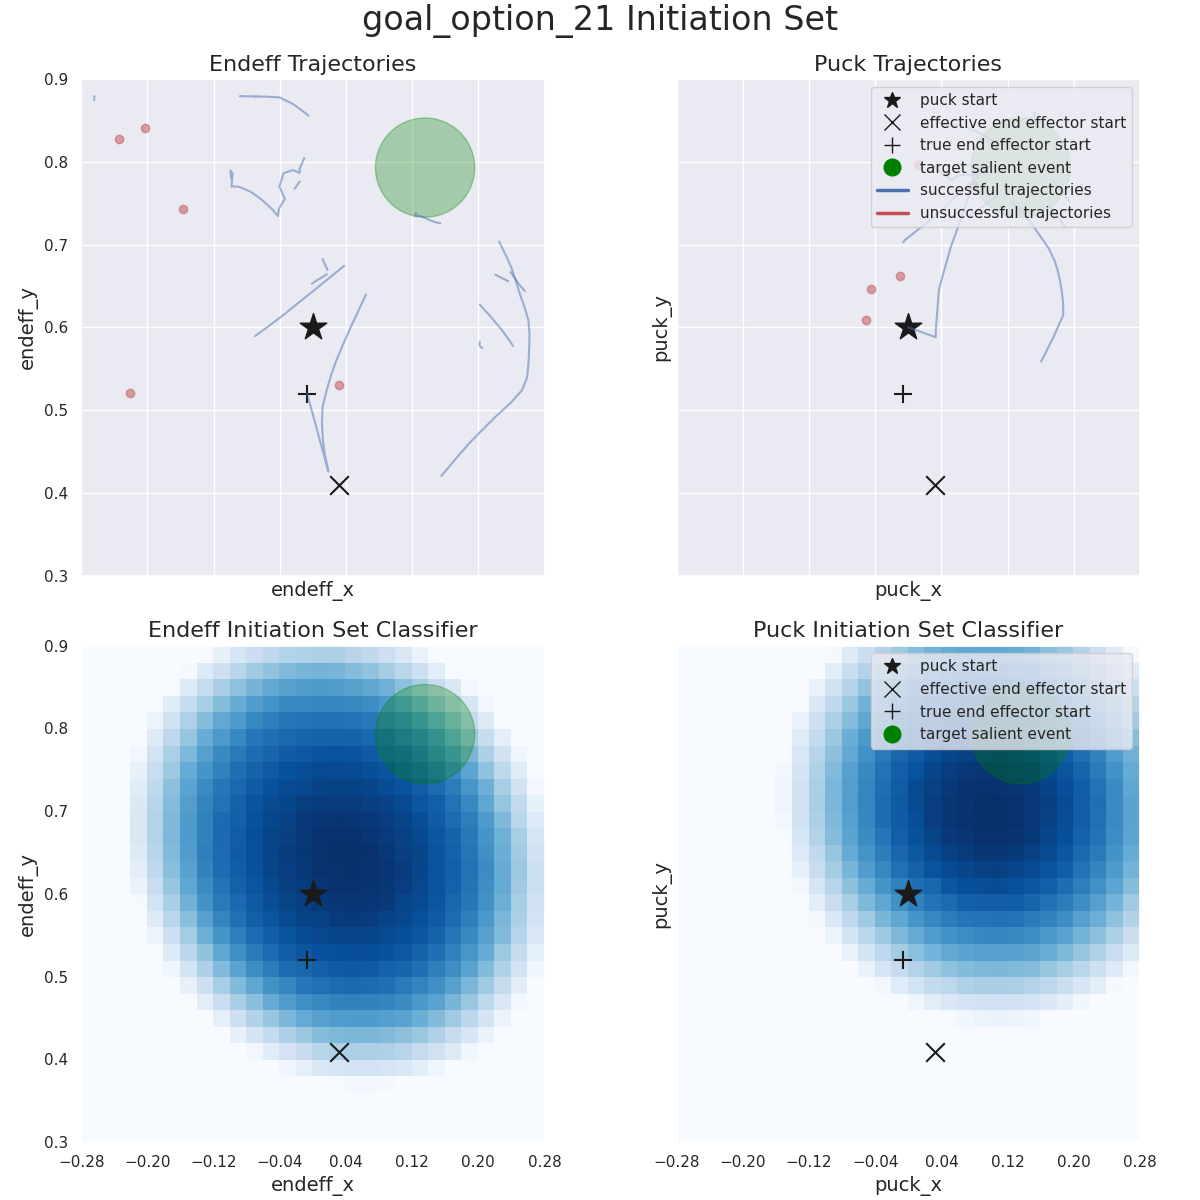 goal_option_21 Initiation Set
Endeff Trajectories
0.9
0.8
0.7
0.6
0.5
0.4
0.3
endeff_y
endeff_x
Puck Trajectories
puck start
effective end effector start
true end effector start
target salient event
successful trajectories
unsuccessful trajectories
puck_y
puck_x
Endeff Initiation Set Classifier
0.9
0.8
0.7
0.6
0.5
0.4
0.3
endeff_y
−0.28 −0.20 −0.12 −0.04 0.04 0.12 0.20 0.28
endeff_x
Puck Initiation Set Classifier
puck start
effective end effector start
true end effector start
target salient event
puck_y
−0.28 −0.20 −0.12 −0.04 0.04 0.12 0.20 0.28
puck_x